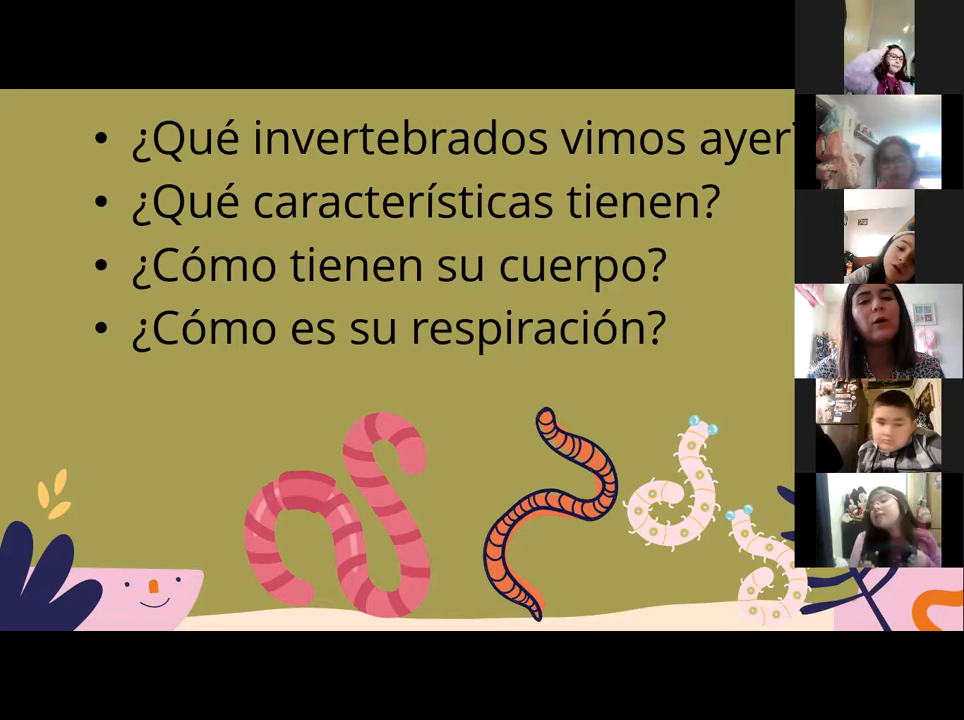 • ¿Qué invertebrados vimos ayer?
• ¿Qué características tienen?
• ¿Cómo tienen su cuerpo?
• ¿Cómo es su respiración?